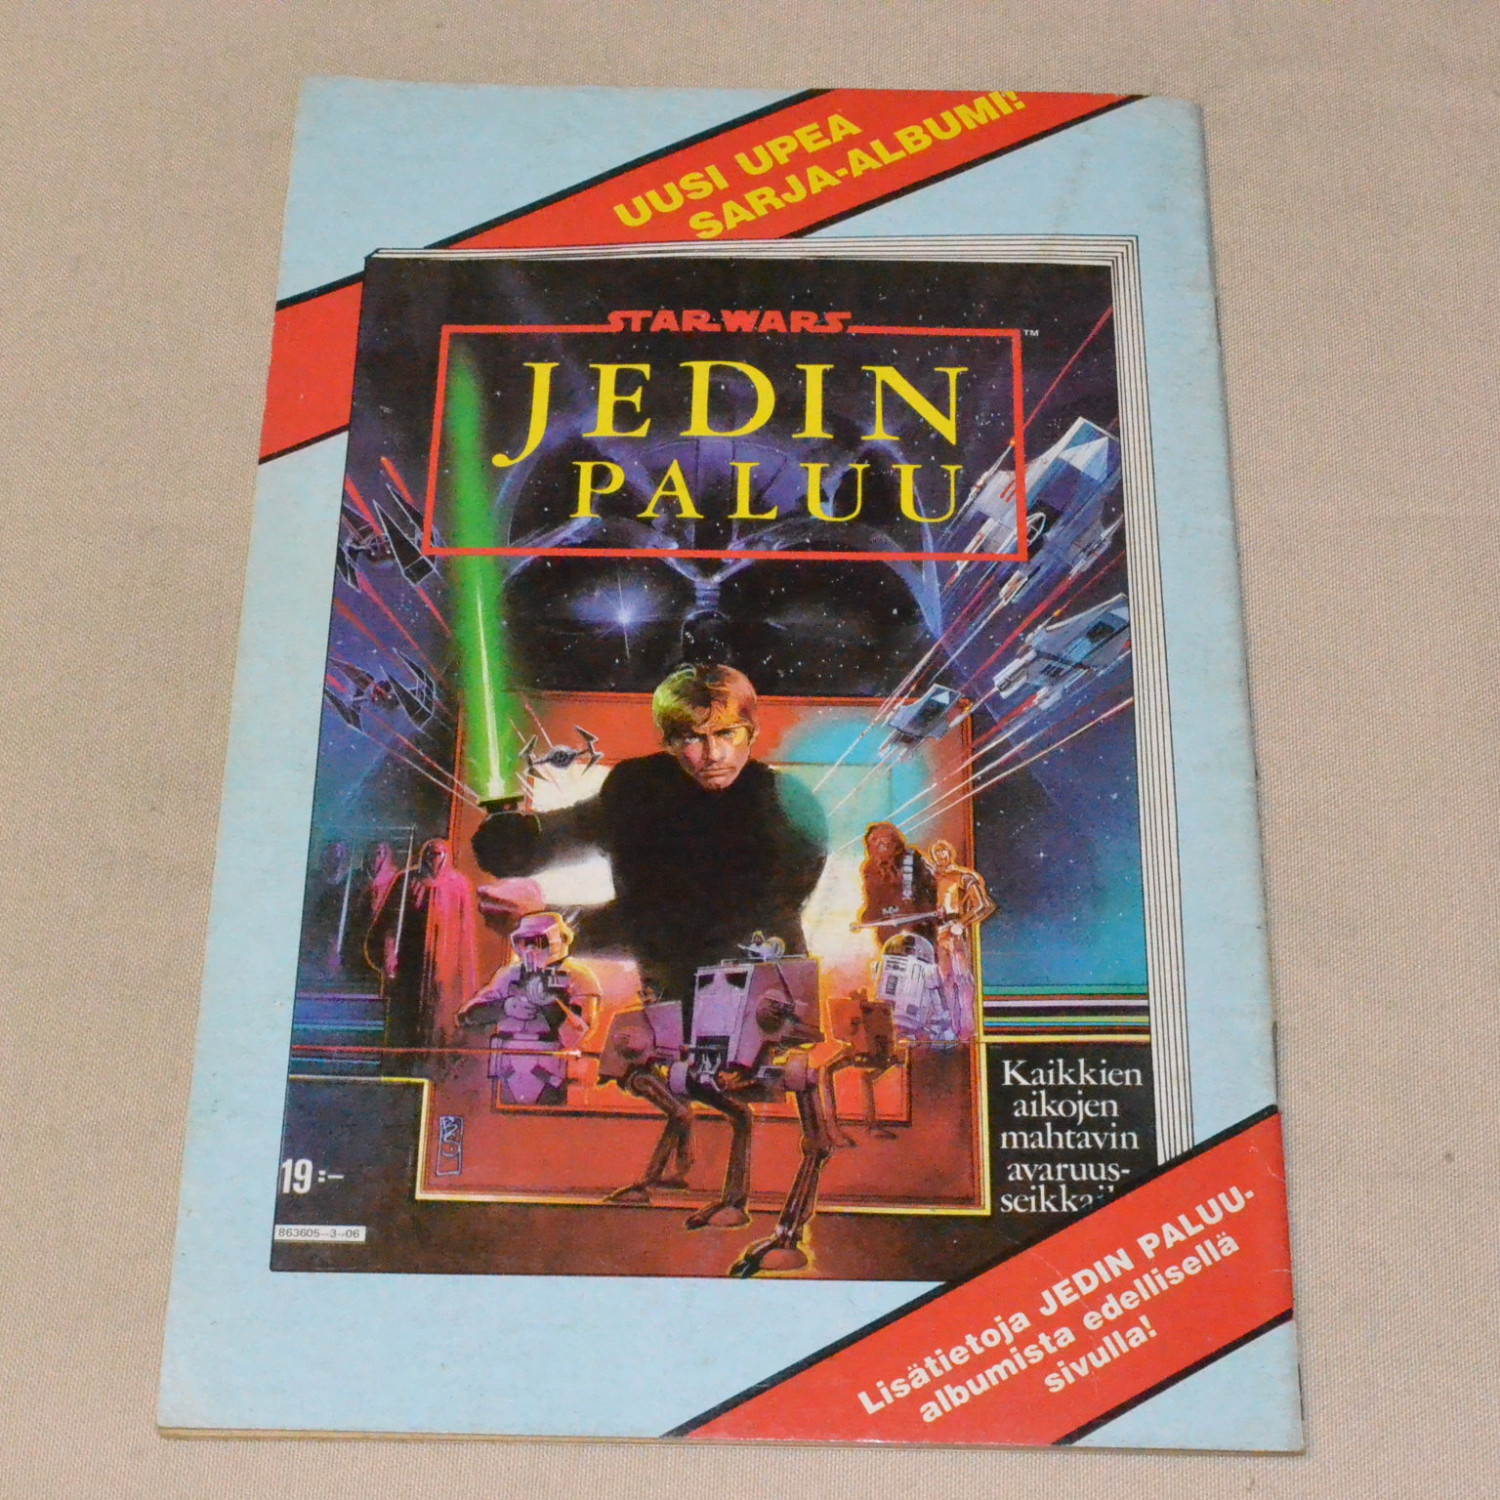 UUSI UPEA
SARJA-ALBUMI!
STAR WARS
TM
JEDIN
PALUU
Kaikkien
aikojen
mahtavin
avaruus-
19:-
863605-3-06
Lisätietoja JEDIN PALUU-
albumista edellisellä
sivulla!